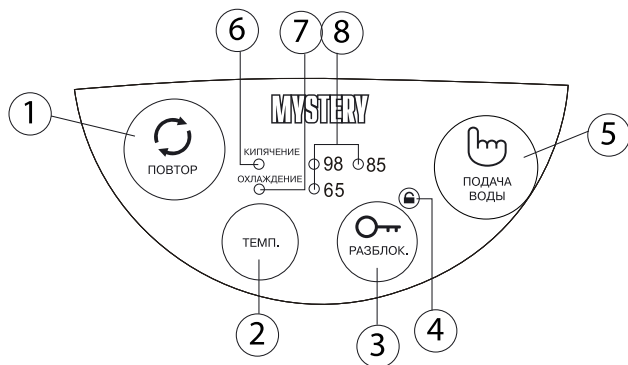 6
7
8
1
MYSTERY
5
КИПЯЧЕНИЕ
98
85
ПОВТОР
ОХЛАЖДЕНИЕ
65
ПОДАЧА
ВОДЫ
ТЕМП.
РАЗБЛОК.
2
3
4